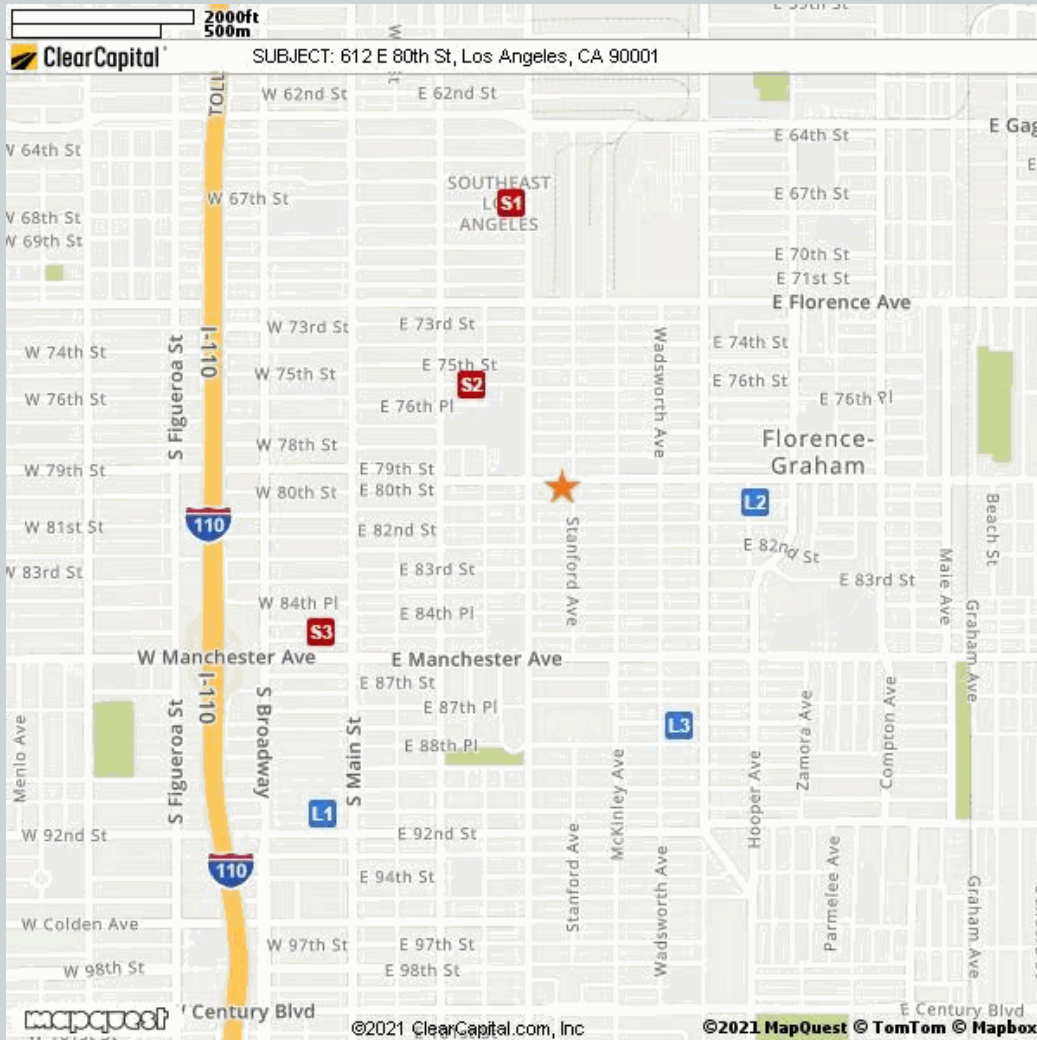 2000ft
500m
ClearCapital
SUBJECT: 612 E 80th St, Los Angeles, CA 90001
TOLL
W 62nd St
E 62nd St
E 64th St
W 64th St
W 67th St
SOUTHEAST
ANGELES
S1
E 67th St
W 68th St
W 69th St
E 70th St
E 71st St
E Florence Ave
W 73rd St
E 73rd St
I-110
S Figueroa St
Wadsworth Ave
E 74th St
W 74th St
E 75th St
W 75th St
S2
E 76th St
W 76th St
E 76th Pl
E 76th Pl
Florence-
Graham
W 78th St
W 79th St
E 79th St
W 80th St
E 80th St
L2
Beach St
110
W 81st St
E 82nd St
Stanford Ave
E 82nd St
W 83rd St
E 83rd St
E 83rd St
Maie Ave
Graham Ave
W 84th Pl
E 84th Pl
S3
W Manchester Ave
E Manchester Ave
I-110
E 87th St
S Figueroa St
S Broadway
S Main St
E 87th Pl
L3
E 88th Pl
Menlo Ave
McKinley Ave
Hooper Ave
Zamora Ave
Compton Ave
L1
W 92nd St
E 92nd St
110
E 94th St
Stanford Ave
Wadsworth Ave
Parmelee Ave
Graham Ave
W Colden Ave
W 97th St
E 97th St
W 98th St
E 98th St
Century Blvd
E Century Blvd
mapquest
©2021 ClearCapital.com, Inc
©2021 MapQuest © TomTom © Mapbox